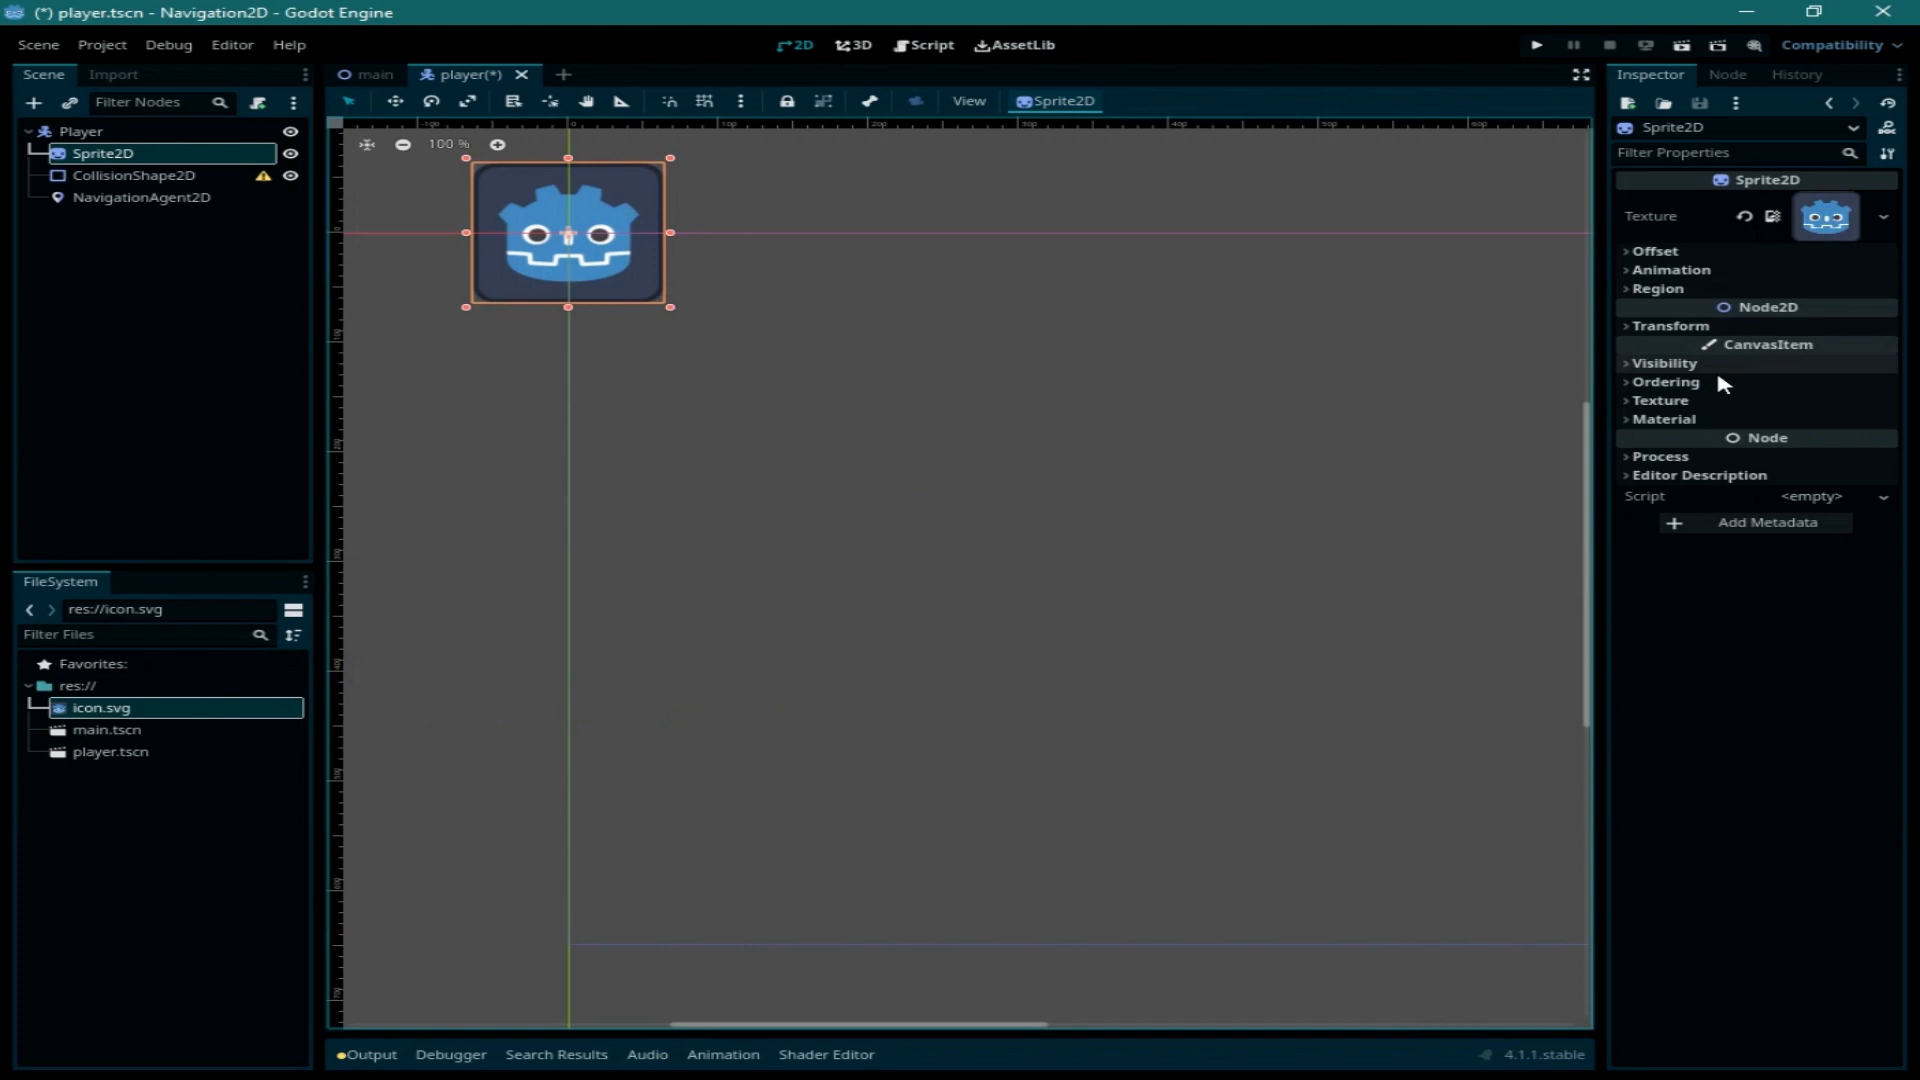 (*) player.tscn - Navigation2D - Godot Engine
Scene Project Debug Editor Help
2D 3D Script AssetLib
Compatibility
Scene Import
main player(*)
Inspector Node History
Filter Nodes
View Sprite2D
Player
Sprite2D
CollisionShape2D
NavigationAgent2D
100 %
Sprite2D
Filter Properties
Sprite2D
Texture
Offset
Animation
Region
Node2D
Transform
CanvasItem
Visibility
Ordering
Texture
Material
Node
Process
Editor Description
Script <empty>
Add Metadata
FileSystem
res://icon.svg
Filter Files
Favorites:
res://
icon.svg
main.tscn
player.tscn
Output Debugger Search Results Audio Animation Shader Editor
4.1.1.stable